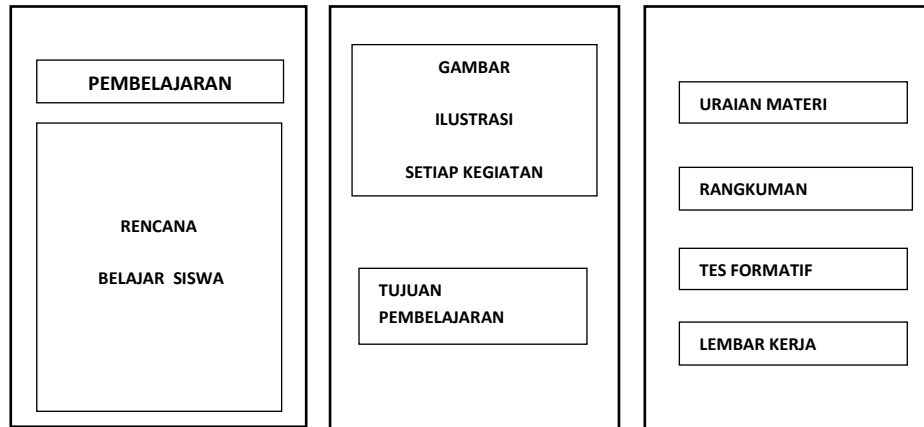 PEMBELAJARAN
RENCANA
BELAJAR SISWA
GAMBAR
ILUSTRASI
SETIAP KEGIATAN
TUJUAN
PEMBELAJARAN
URAIAN MATERI
RANGKUMAN
TES FORMATIF
LEMBAR KERJA